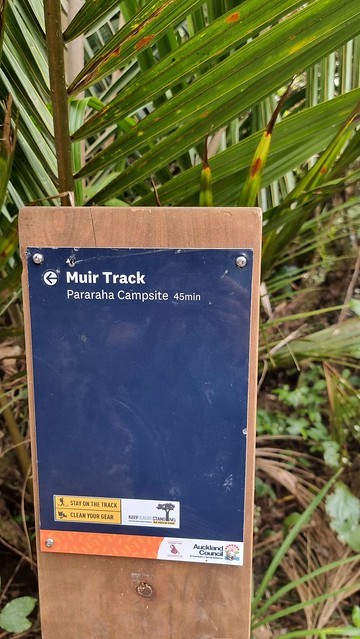 Muir Track
Pararaha Campsite 45min
STAY ON THE TRACK
CLEAN YOUR GEAR
KEEP KAURI STANDING
Auckland
Council